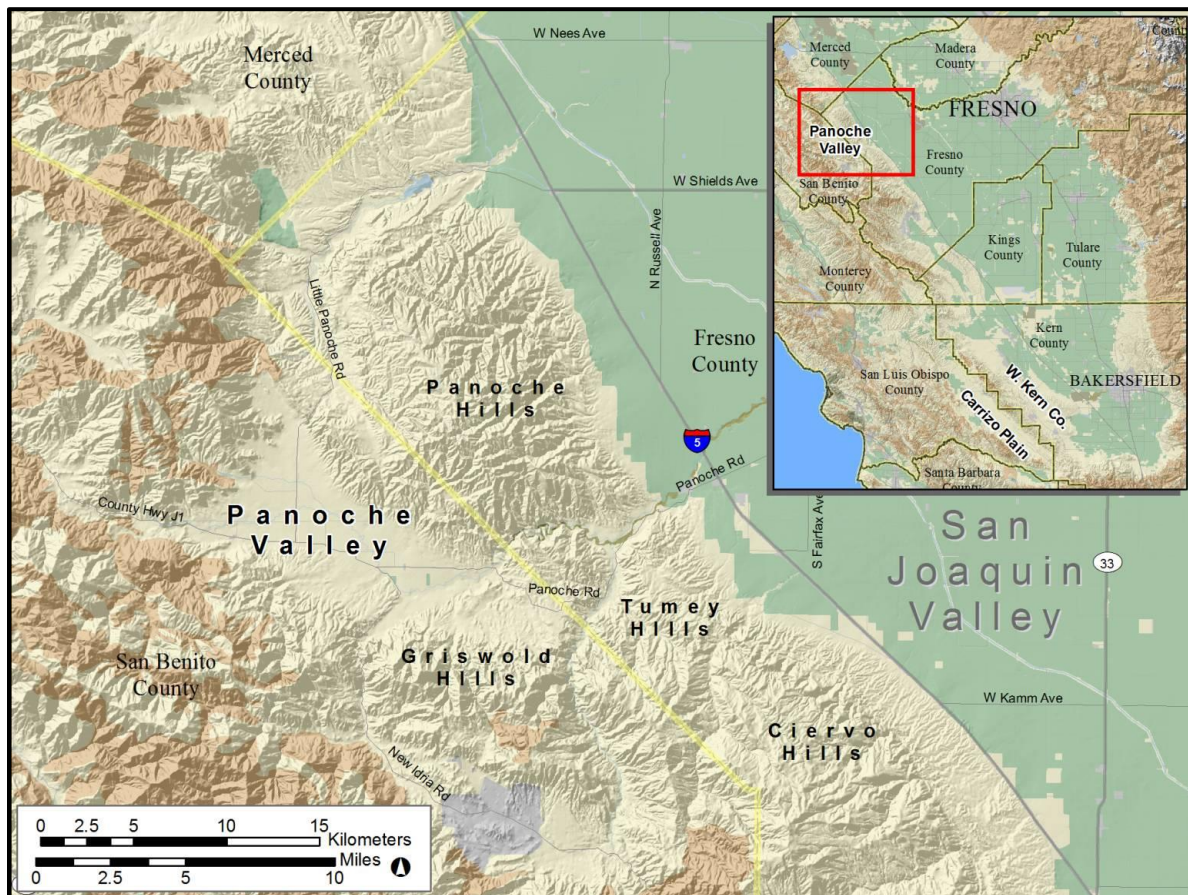 Merced
County
W Nees Ave
W Shields Ave
N Russell Ave
Little Panoche Rd
Fresno
County
Panoche
Hills
5
Panoche Rd
County Hwy J1
Panoche
Valley
S Fairfax Ave
San
Joaquin
Valley
33
Panoche Rd
Tumey
Hills
Griswold
Hills
San Benito
County
W Kamm Ave
Ciervo
Hills
New Idria Rd
0 2.5 5 10 15
Kilometers
Miles
0 2.5 5 10
Merced
County
Madera
County
FRESNO
Panoche
Valley
Fresno
County
San Benito
County
Kings
County
Tulare
County
Monterey
County
Kern
County
San Luis Obispo
County
W. Kern Co.
BAKERSFIELD
Carrizo Plain
Santa Barbara
County